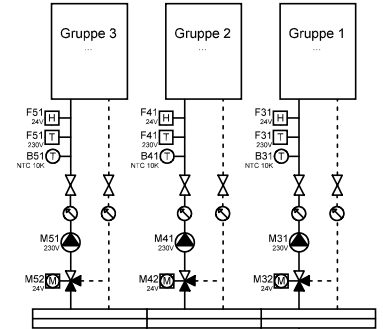 Gruppe 3
...
Gruppe 2
...
Gruppe 1
...
F51
24V
H
F41
24V
H
F31
24V
H
F51
230V
T
F41
230V
T
F31
230V
T
B51
NTC 10K
T
B41
NTC 10K
T
B31
NTC 10K
T
M51
230V
M41
230V
M31
230V
M52
24V
M
M42
24V
M
M32
24V
M